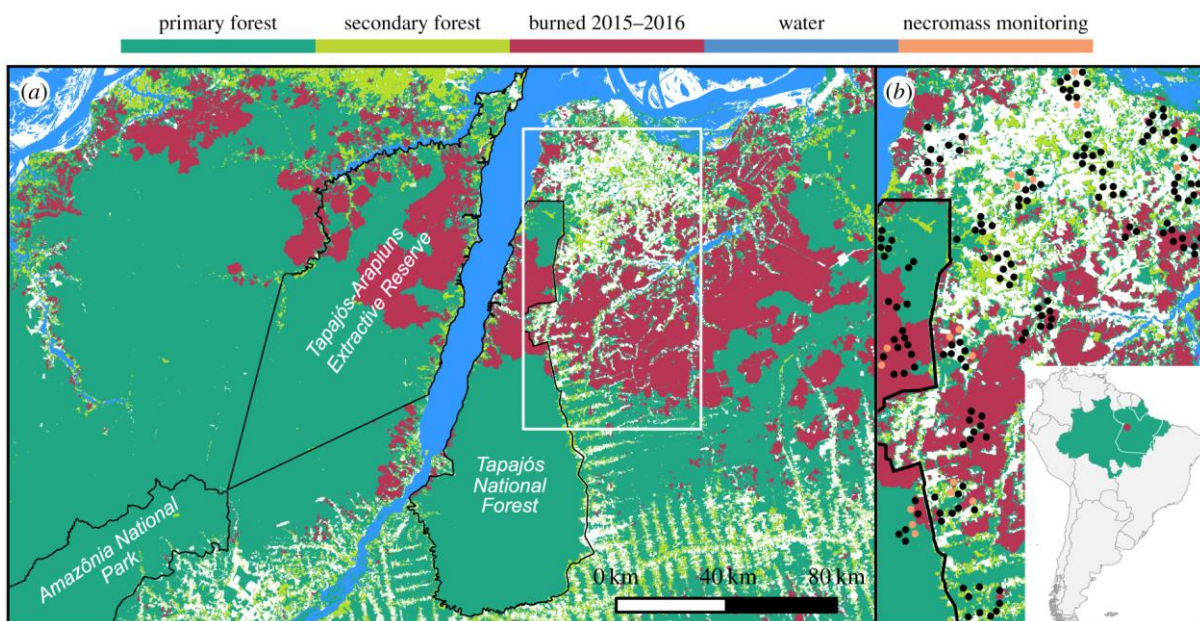 primary forest secondary forest burned 2015–2016 water necromass monitoring
(a)
(b)
Tapajós-Arapiuns
Extractive Reserve
Tapajós
National
Forest
Amazônia National
Park
0 km 40 km 80 km